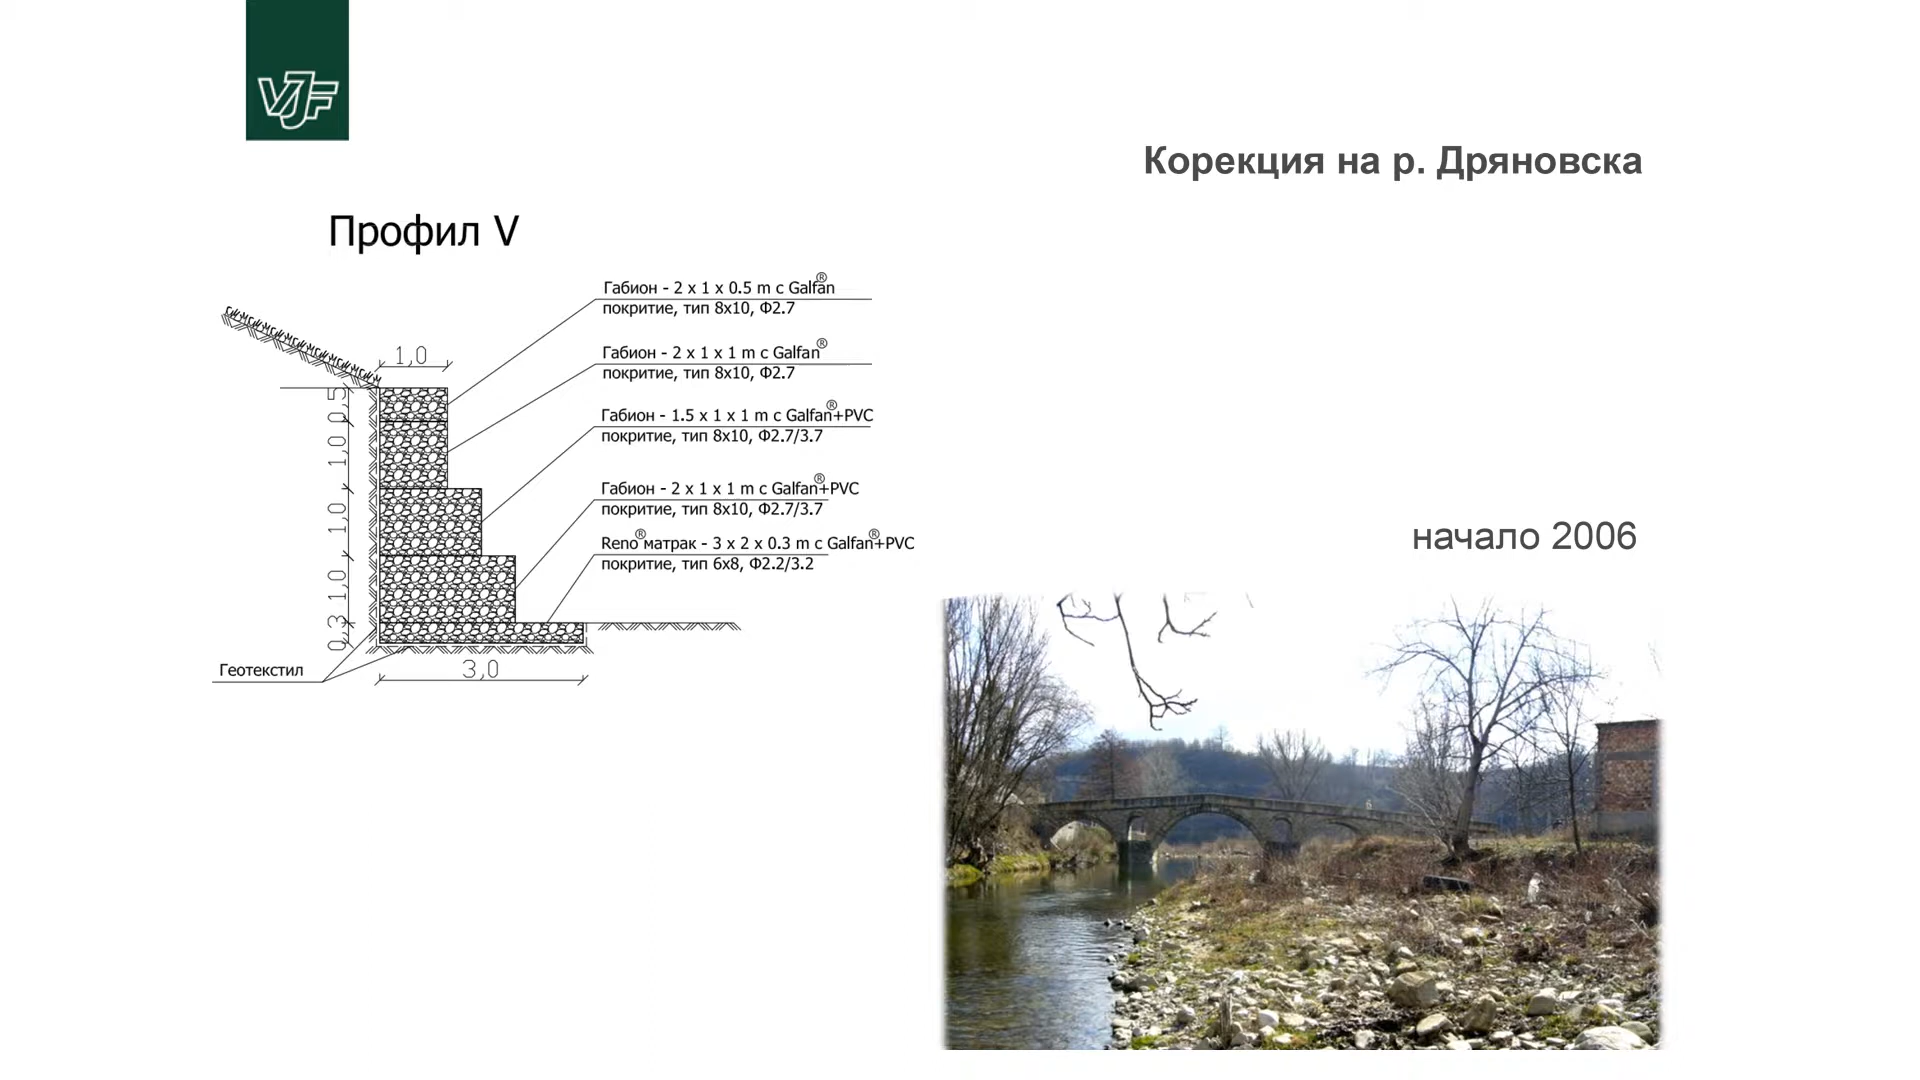 VJF
Корекция на р. Дряновска
Профил V
Габион - 2 x 1 x 0.5 m с Galfan®
покритие, тип 8x10, Ф2.7
Габион - 2 x 1 x 1 m с Galfan®
покритие, тип 8x10, Ф2.7
Габион - 1.5 x 1 x 1 m с Galfan®+PVC
покритие, тип 8x10, Ф2.7/3.7
Габион - 2 x 1 x 1 m с Galfan®+PVC
покритие, тип 8x10, Ф2.7/3.7
Reno® матрак - 3 x 2 x 0.3 m с Galfan®+PVC
покритие, тип 6x8, Ф2.2/3.2
1,0
0,5
1,0
1,0
1,0
0,3
3,0
Геотекстил
начало 2006